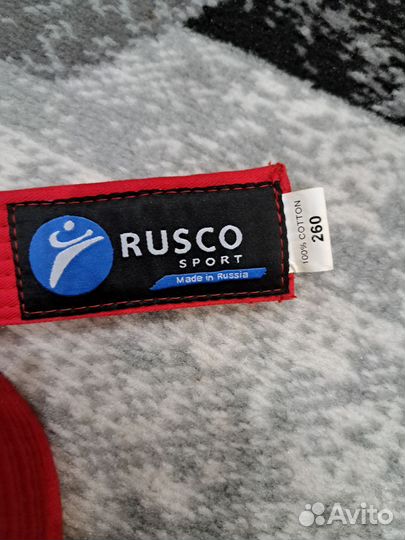 RUSCO
SPORT
Made in Russia
100% COTTON
260
Avito